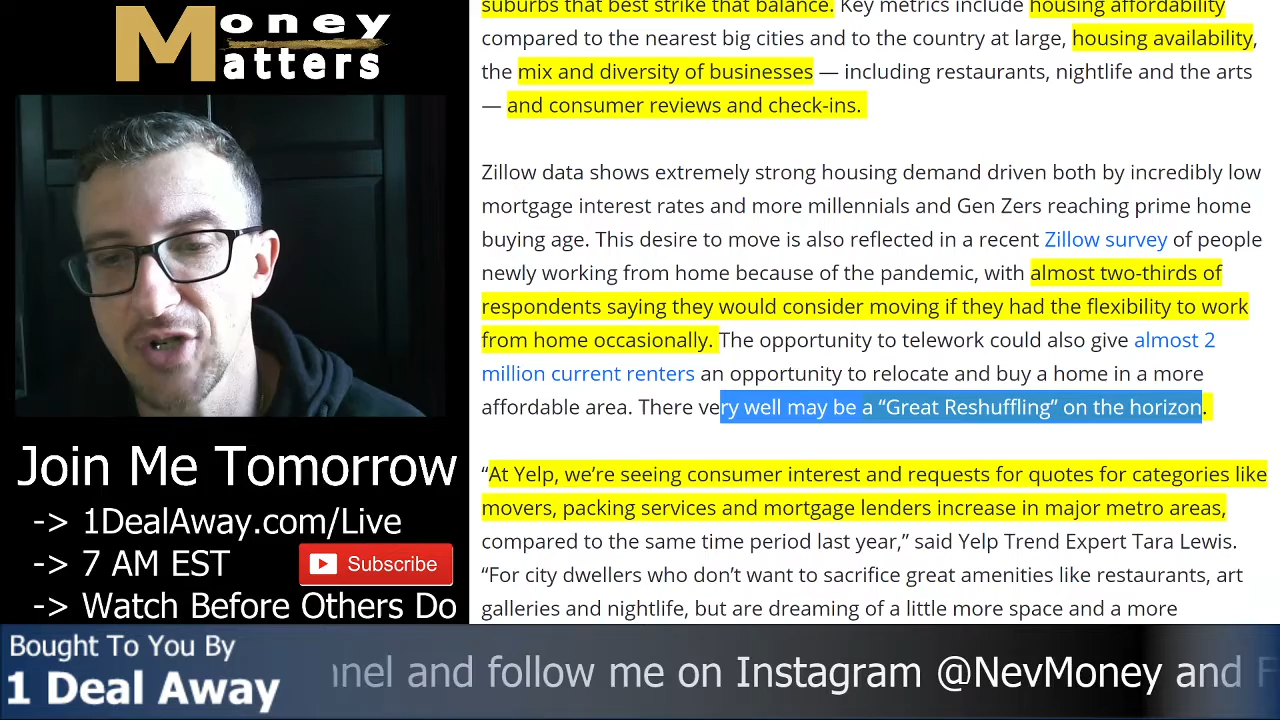 Money
Matters
suburbs that best strike that balance. Key metrics include housing affordability
compared to the nearest big cities and to the country at large, housing availability,
the mix and diversity of businesses — including restaurants, nightlife and the arts
— and consumer reviews and check-ins.
Zillow data shows extremely strong housing demand driven both by incredibly low
mortgage interest rates and more millennials and Gen Zers reaching prime home
buying age. This desire to move is also reflected in a recent Zillow survey of people
newly working from home because of the pandemic, with almost two-thirds of
respondents saying they would consider moving if they had the flexibility to work
from home occasionally. The opportunity to telework could also give almost 2
million current renters an opportunity to relocate and buy a home in a more
affordable area. There very well may be a “Great Reshuffling” on the horizon.
“At Yelp, we’re seeing consumer interest and requests for quotes for categories like
movers, packing services and mortgage lenders increase in major metro areas,
compared to the same time period last year,” said Yelp Trend Expert Tara Lewis.
“For city dwellers who don’t want to sacrifice great amenities like restaurants, art
galleries and nightlife, but are dreaming of a little more space and a more
Join Me Tomorrow
-> 1DealAway.com/Live
-> 7 AM EST
Subscribe
-> Watch Before Others Do
Bought To You By
1 Deal Away
nnel and follow me on Instagram @NevMoney and F